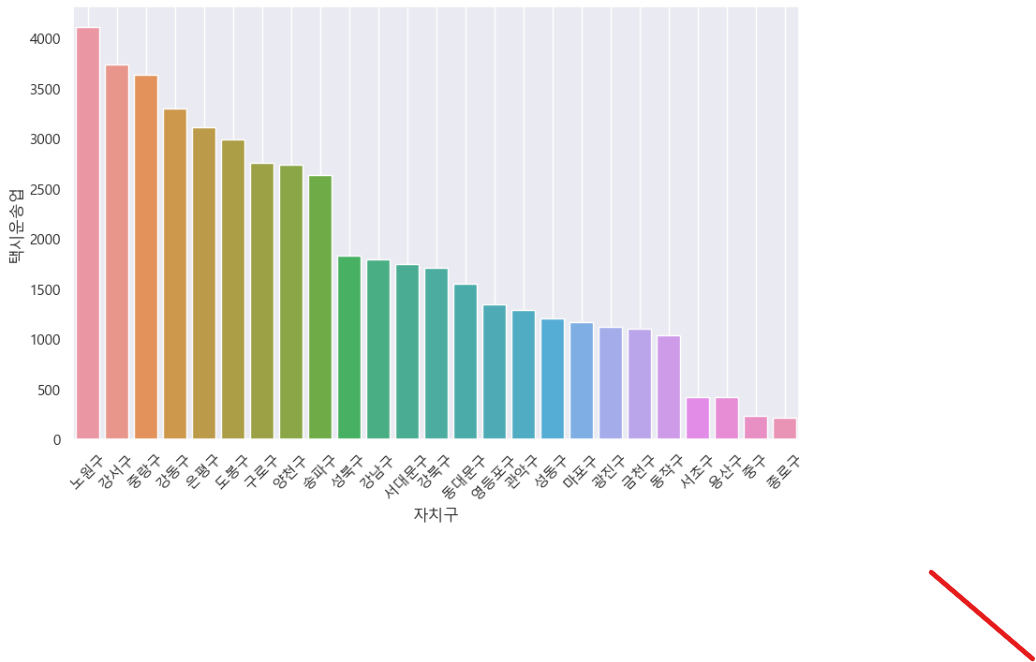 4000
3500
3000
2500
2000
1500
1000
500
0
택시운송업
노원구
강서구
중랑구
강동구
은평구
도봉구
구로구
양천구
송파구
성북구
강남구
서대문구
강북구
동대문구
영등포구
관악구
성동구
마포구
광진구
금천구
동작구
서초구
용산구
중구
종로구
자치구